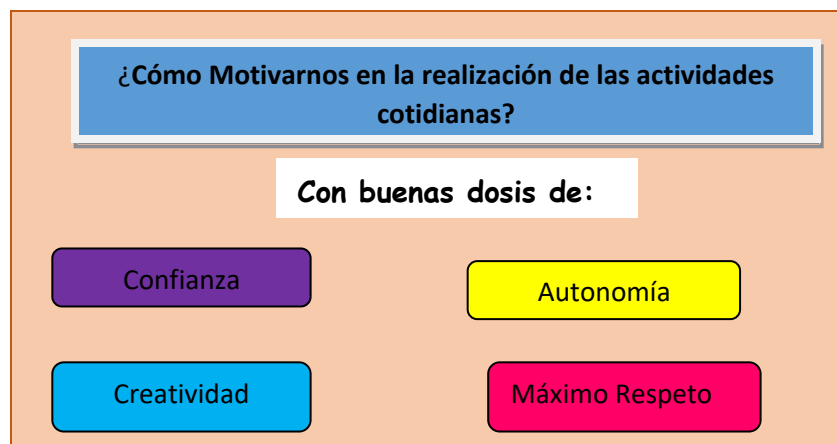 ¿Cómo Motivarnos en la realización de las actividades
cotidianas?
Con buenas dosis de:
Confianza
Autonomía
Creatividad
Máximo Respeto